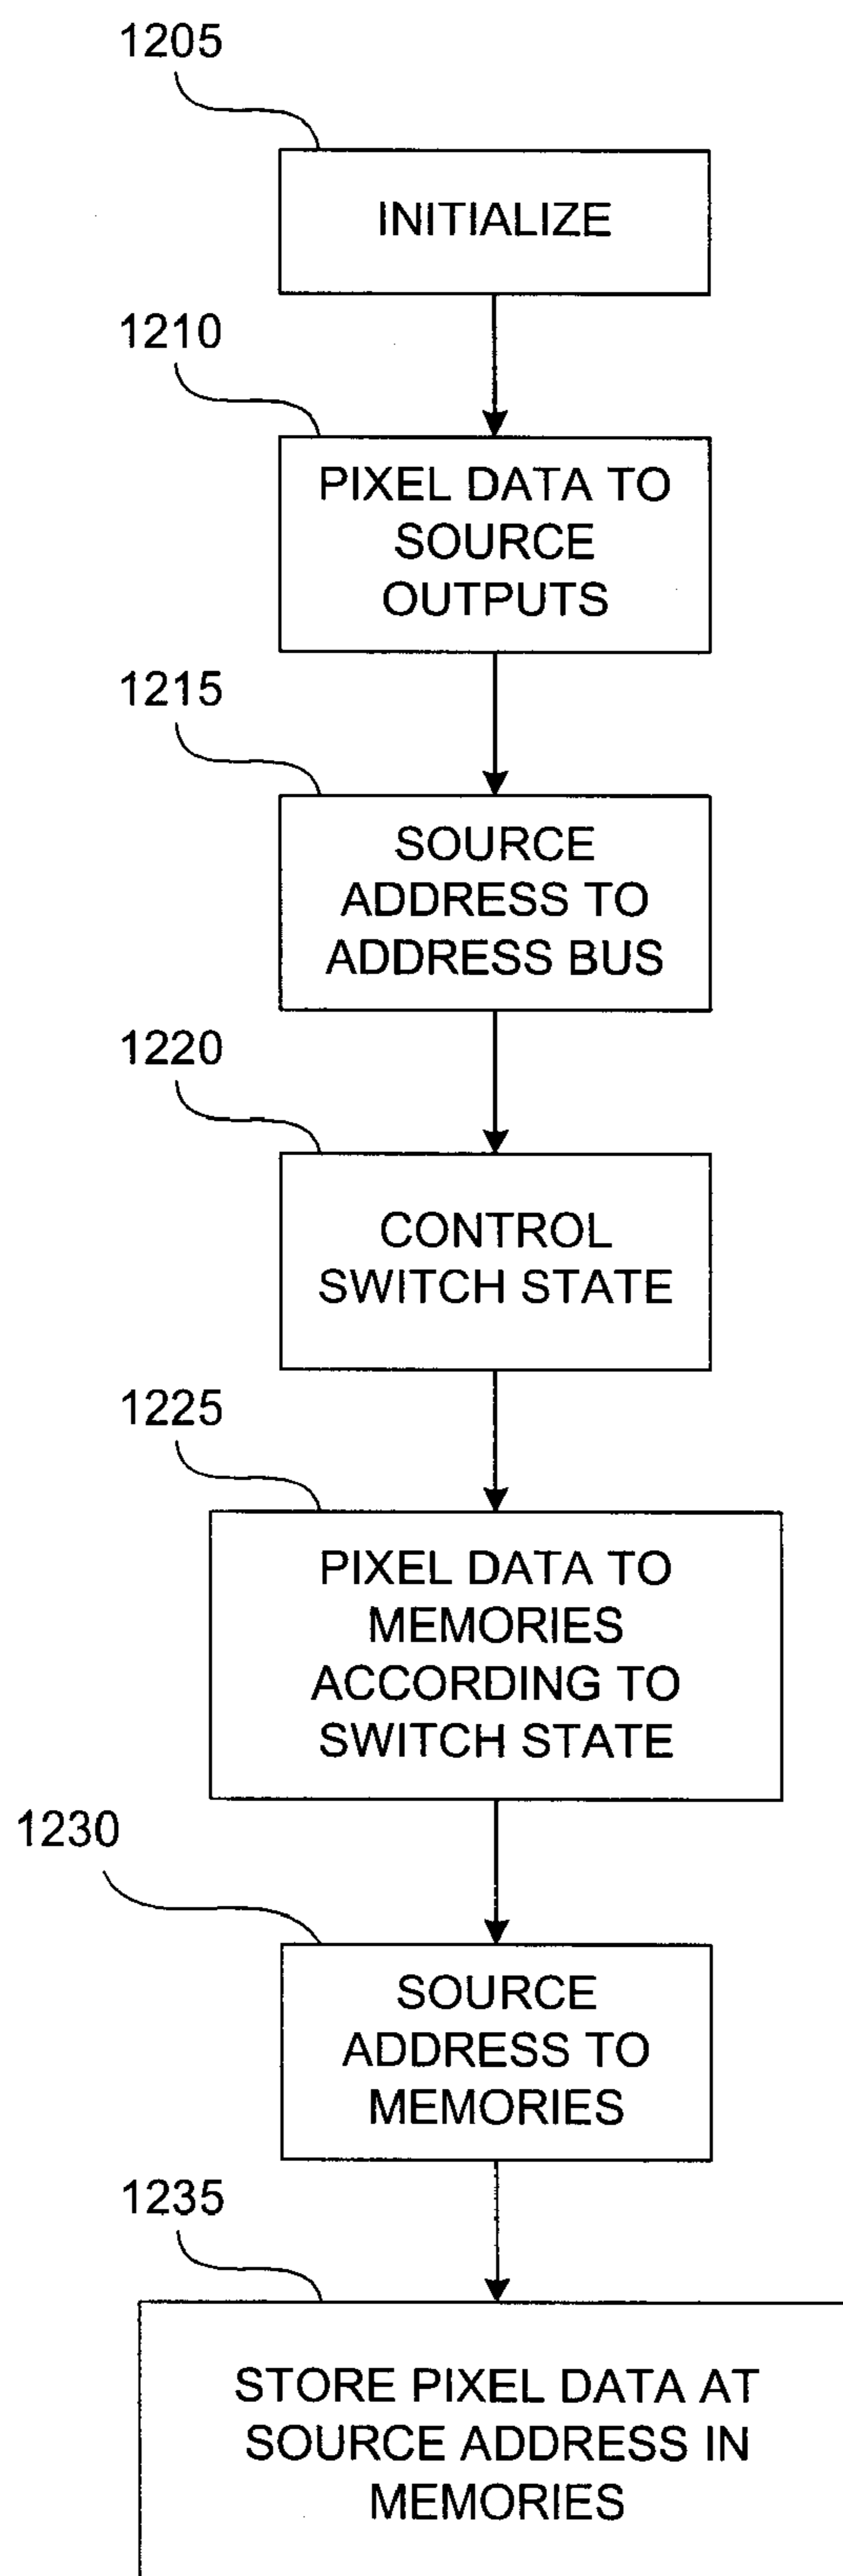 1205
INITIALIZE
1210
PIXEL DATA TO
SOURCE
OUTPUTS
1215
SOURCE
ADDRESS TO
ADDRESS BUS
1220
CONTROL
SWITCH STATE
1225
PIXEL DATA TO
MEMORIES
ACCORDING TO
SWITCH STATE
1230
SOURCE
ADDRESS TO
MEMORIES
1235
STORE PIXEL DATA AT
SOURCE ADDRESS IN
MEMORIES